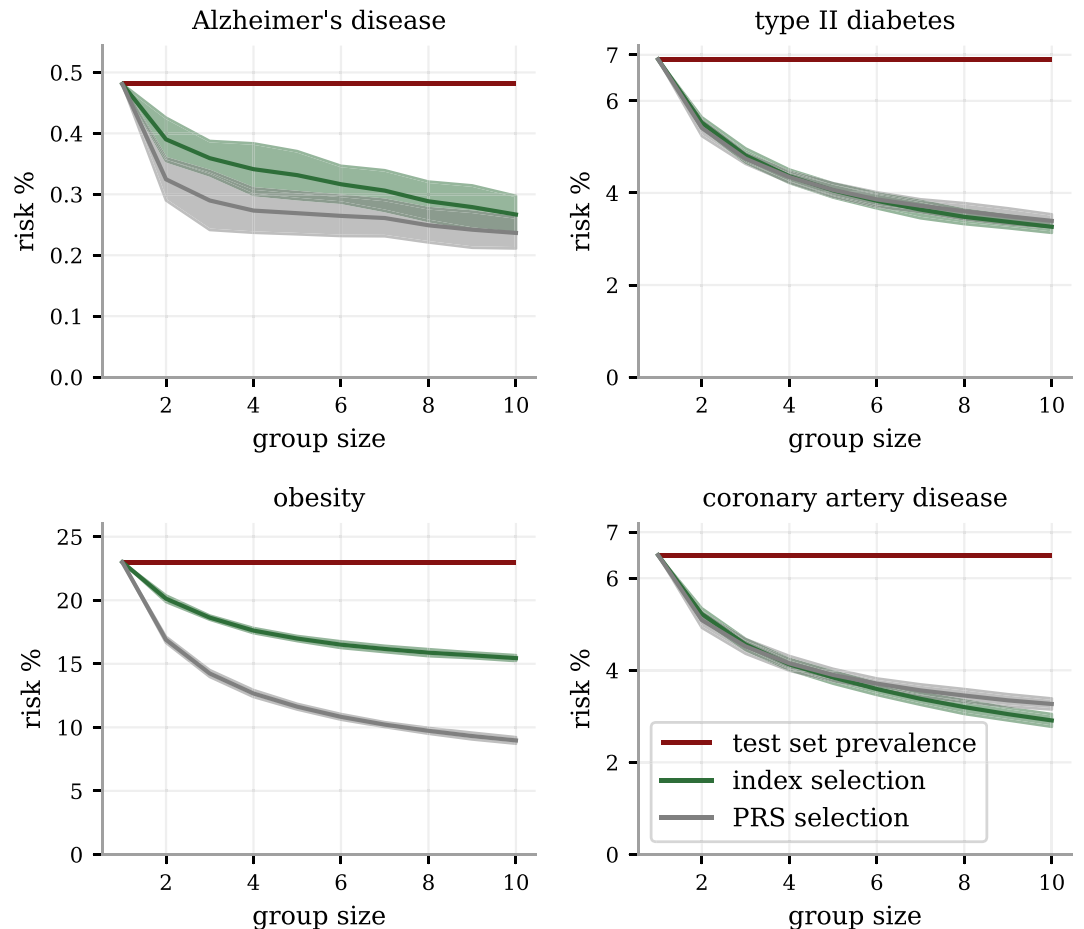 Alzheimer's disease
0.5
0.4
0.3
0.2
0.1
0.0
risk %
2 4 6 8 10
group size
type II diabetes
7
6
4
2
0
risk %
2 4 6 8 10
group size
obesity
25
20
15
10
5
0
risk %
2 4 6 8 10
group size
coronary artery disease
7
6
4
2
0
risk %
test set prevalence
index selection
PRS selection
2 4 6 8 10
group size